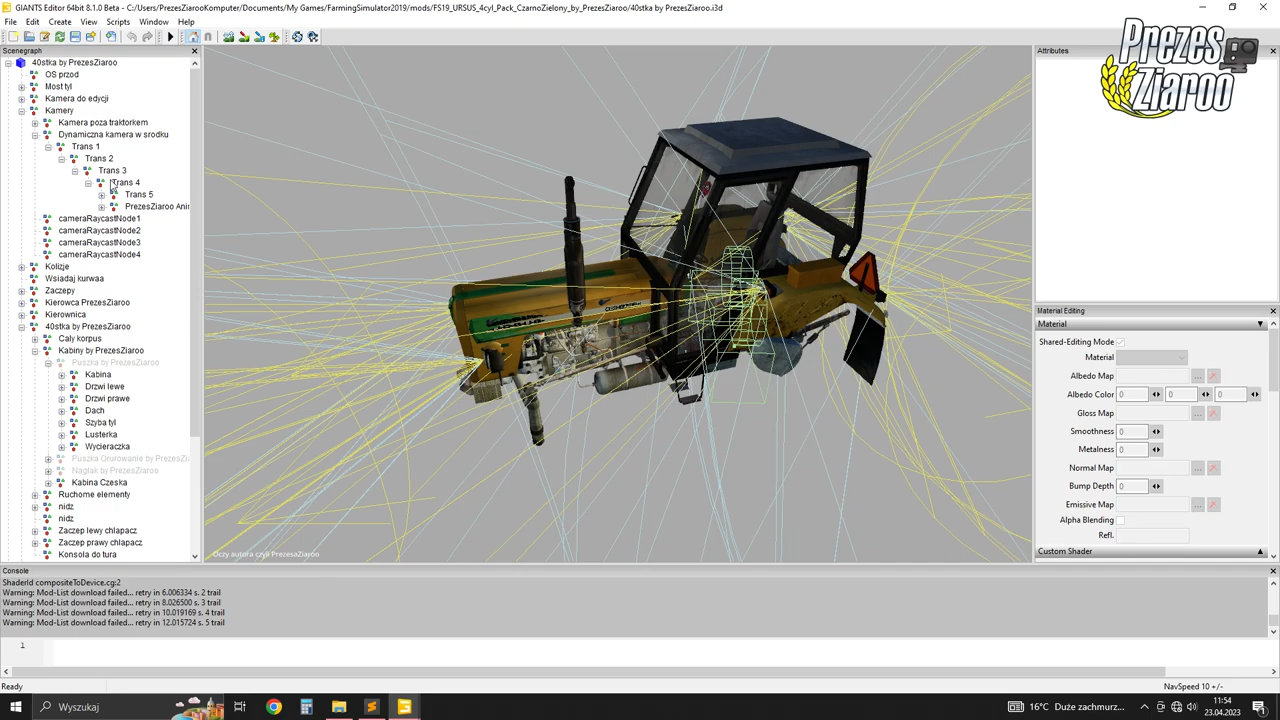 GIANTS Editor 64bit 8.1.0 Beta - C:/Users/PrezesZiarooKomputer/Documents/My Games/FarmingSimulator2019/mods/FS19_URSUS_4cyl_Pack_CzarnoZielony_by_PrezesZiaroo/40stka by PrezesZiaroo.i3d
File Edit Create View Scripts Window Help
Scenegraph
40stka by PrezesZiaroo
OS przod
Most tyl
Kamera do edycji
Kamery
Kamera poza traktorkem
Dynamiczna kamera w srodku
Trans 1
Trans 2
Trans 3
Trans 4
Trans 5
PrezesZiaroo Ani
cameraRaycastNode1
cameraRaycastNode2
cameraRaycastNode3
cameraRaycastNode4
Kolizje
Wsiadaj kurwaa
Zaczepy
Kierowca PrezesZiaroo
Kierownica
40stka by PrezesZiaroo
Caly korpus
Kabiny by PrezesZiaroo
Puszka by PrezesZiaroo
Kabina
Drzwi lewe
Drzwi prawe
Dach
Szyba tyl
Lusterka
Wycieraczka
Puszka Orurowanie by PrezesZi
Naglak by PrezesZiaroo
Kabina Czeska
Ruchome elementy
nidz
nidz
Zaczep lewy chlapacz
Zaczep prawy chlapacz
Konsola do tura
Oczy autora czyli PrezesaZiaroo
Attributes
Prezes
Ziaroo
Material Editing
Material
Shared-Editing Mode
Material
Albedo Map ...
Albedo Color 0 0 0
Gloss Map ...
Smoothness 0
Metalness 0
Normal Map ...
Bump Depth 0
Emissive Map ...
Alpha Blending
Refl.
Custom Shader
Console
ShaderId compositeToDevice.cg:2
Warning: Mod-List download failed... retry in 6.006334 s. 2 trail
Warning: Mod-List download failed... retry in 8.026500 s. 3 trail
Warning: Mod-List download failed... retry in 10.019169 s. 4 trail
Warning: Mod-List download failed... retry in 12.015724 s. 5 trail
1
Ready
NavSpeed 10 +/-
Wyszukaj
16°C Duże zachmurz...
11:54
23.04.2023